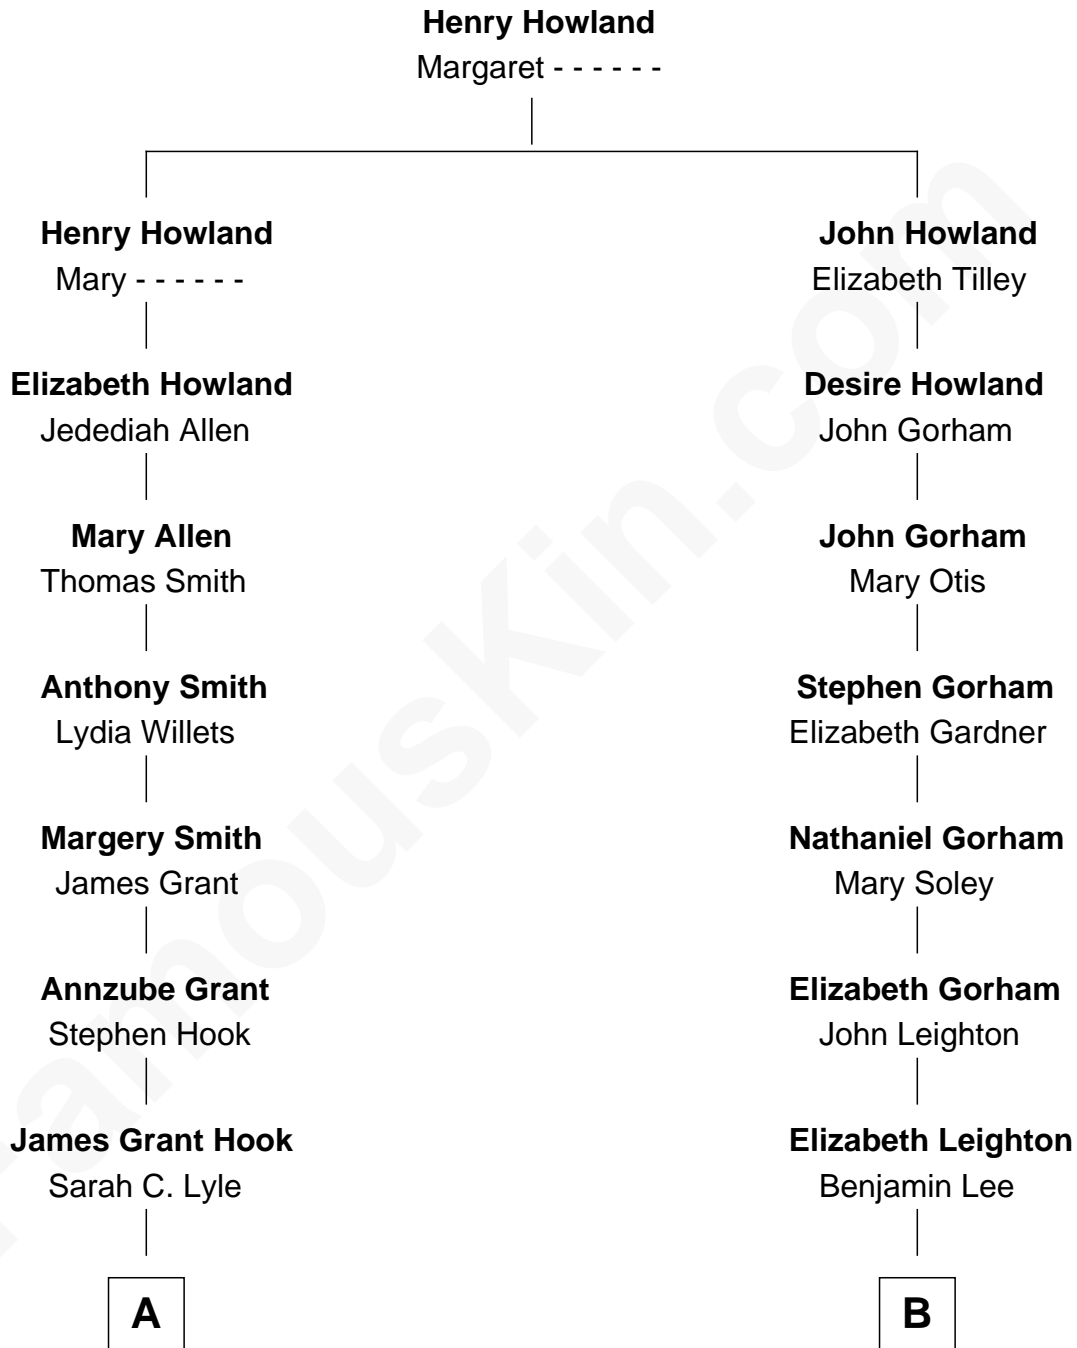 Henry Howland
Margaret - - - - - -
Henry Howland
John Howland
Mary - - - - - -
Elizabeth Tilley
Elizabeth Howland
Desire Howland
Jedediah Allen
John Gorham
Mary Allen
John Gorham
Thomas Smith
Mary Otis
Anthony Smith
Stephen Gorham
Lydia Willets
Elizabeth Gardner
Margery Smith
Nathaniel Gorham
James Grant
Mary Soley
Annzube Grant
Elizabeth Gorham
Stephen Hook
John Leighton
James Grant Hook
Elizabeth Leighton
Sarah C. Lyle
Benjamin Lee
A
B
FamousKin.com